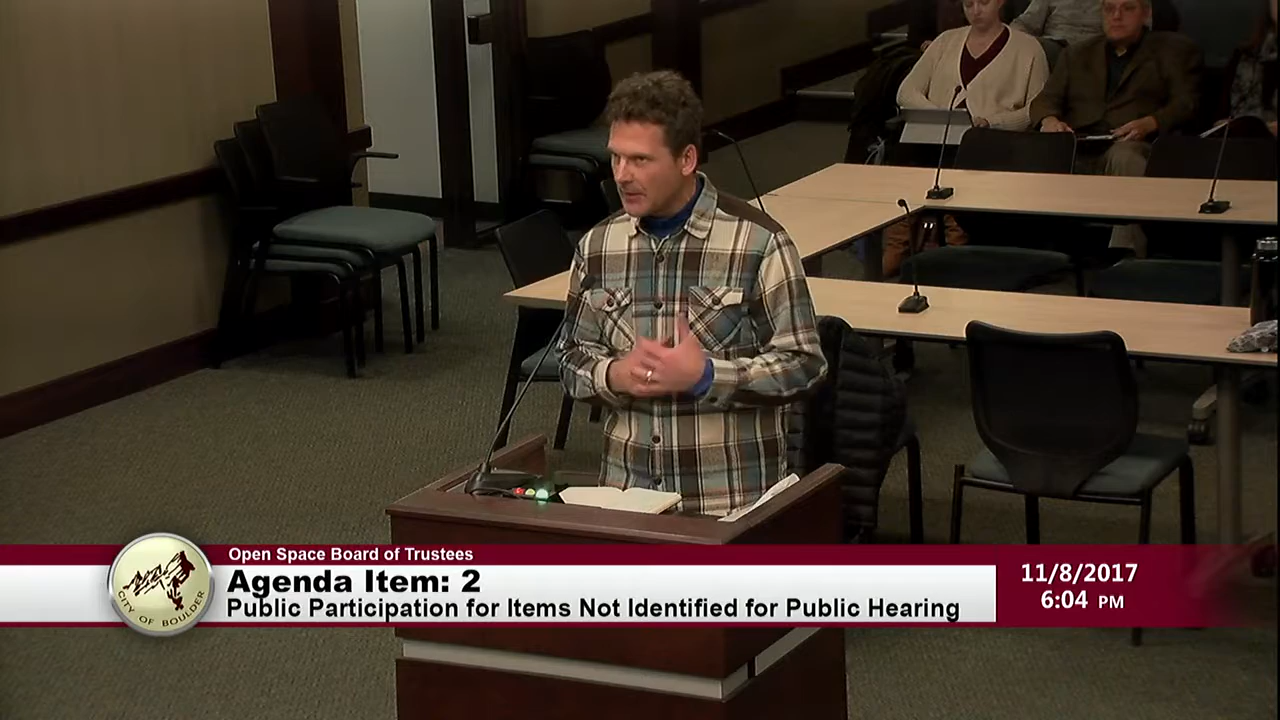 Open Space Board of Trustees
Agenda Item: 2
Public Participation for Items Not Identified for Public Hearing
11/8/2017
6:04 PM
CITY OF BOULDER